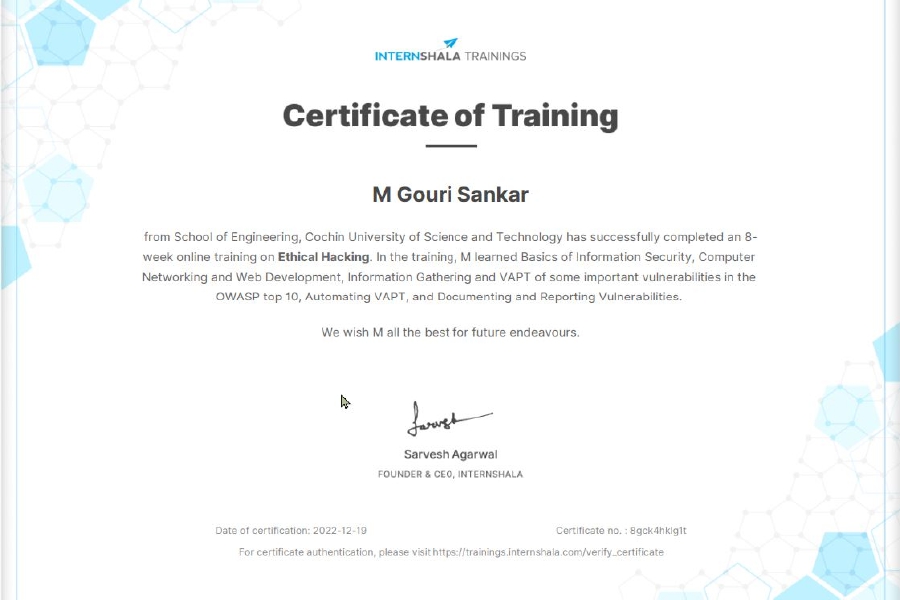 INTERNSHALA TRAININGS
Certificate of Training
M Gouri Sankar
from School of Engineering, Cochin University of Science and Technology has successfully completed an 8-
week online training on Ethical Hacking. In the training, M learned Basics of Information Security, Computer
Networking and Web Development, Information Gathering and VAPT of some important vulnerabilities in the
OWASP top 10, Automating VAPT, and Documenting and Reporting Vulnerabilities.
We wish M all the best for future endeavours.
Sarvesh
Sarvesh Agarwal
FOUNDER & CEO, INTERNSHALA
Date of certification: 2022-12-19
Certificate no. : 8gck4hklg1t
For certificate authentication, please visit https://trainings.internshala.com/verify_certificate